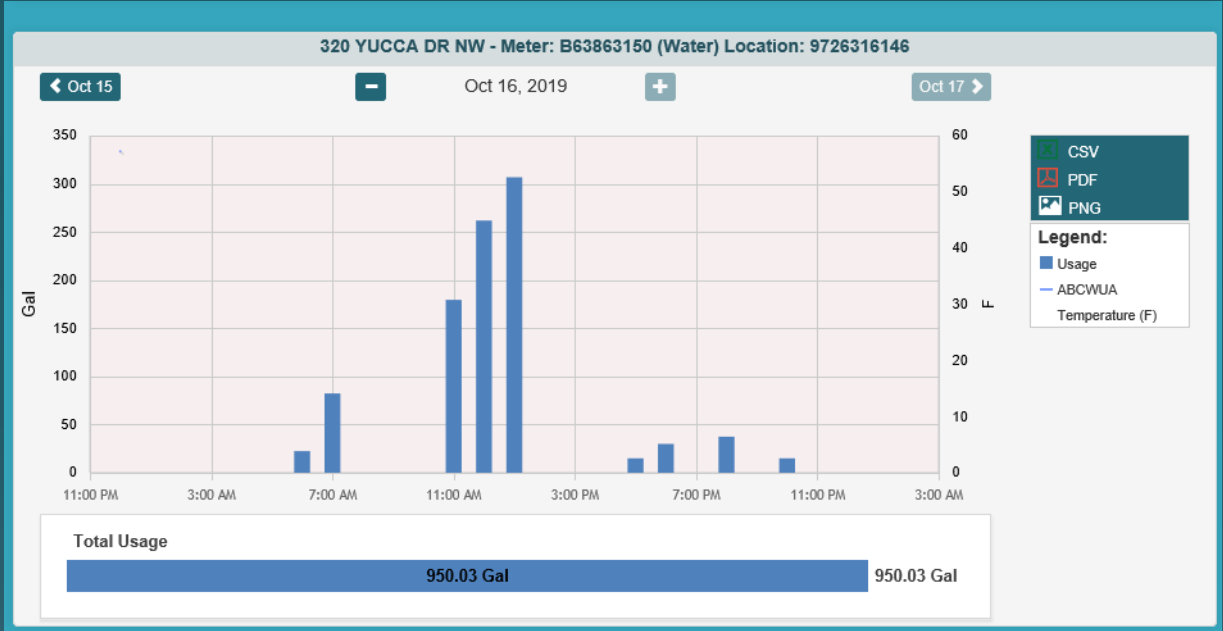 320 YUCCA DR NW - Meter: B63863150 (Water) Location: 9726316146
Oct 15
Oct 16, 2019
Oct 17
350
300
250
200
150
100
50
0
Gal
60
50
40
30
20
10
0
F
11:00 PM 3:00 AM 7:00 AM 11:00 AM 3:00 PM 7:00 PM 11:00 PM 3:00 AM
CSV
PDF
PNG
Legend:
Usage
ABCWUA
Temperature (F)
Total Usage
950.03 Gal 950.03 Gal